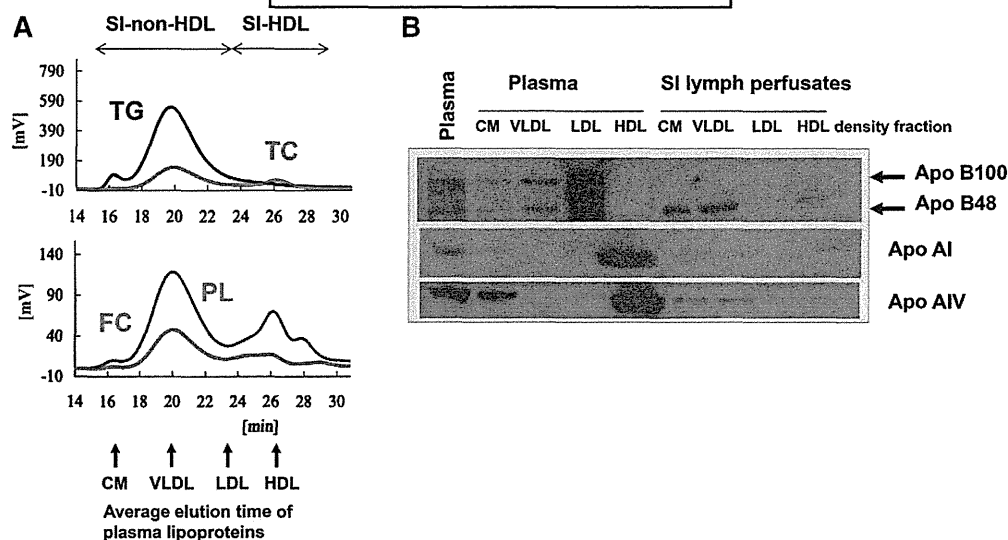 A
SI-non-HDL
SI-HDL
790
590
390
190
-10
[mV]
TG
TC
14 16 18 20 22 24 26 28 30
140
90
40
-10
[mV]
FC
PL
14 16 18 20 22 24 26 28 30
[min]
CM VLDL LDL HDL
Average elution time of
plasma lipoproteins
B
Plasma
Plasma
SI lymph perfusates
CM VLDL LDL HDL CM VLDL LDL HDL density fraction
Apo B100
Apo B48
Apo AI
Apo AIV